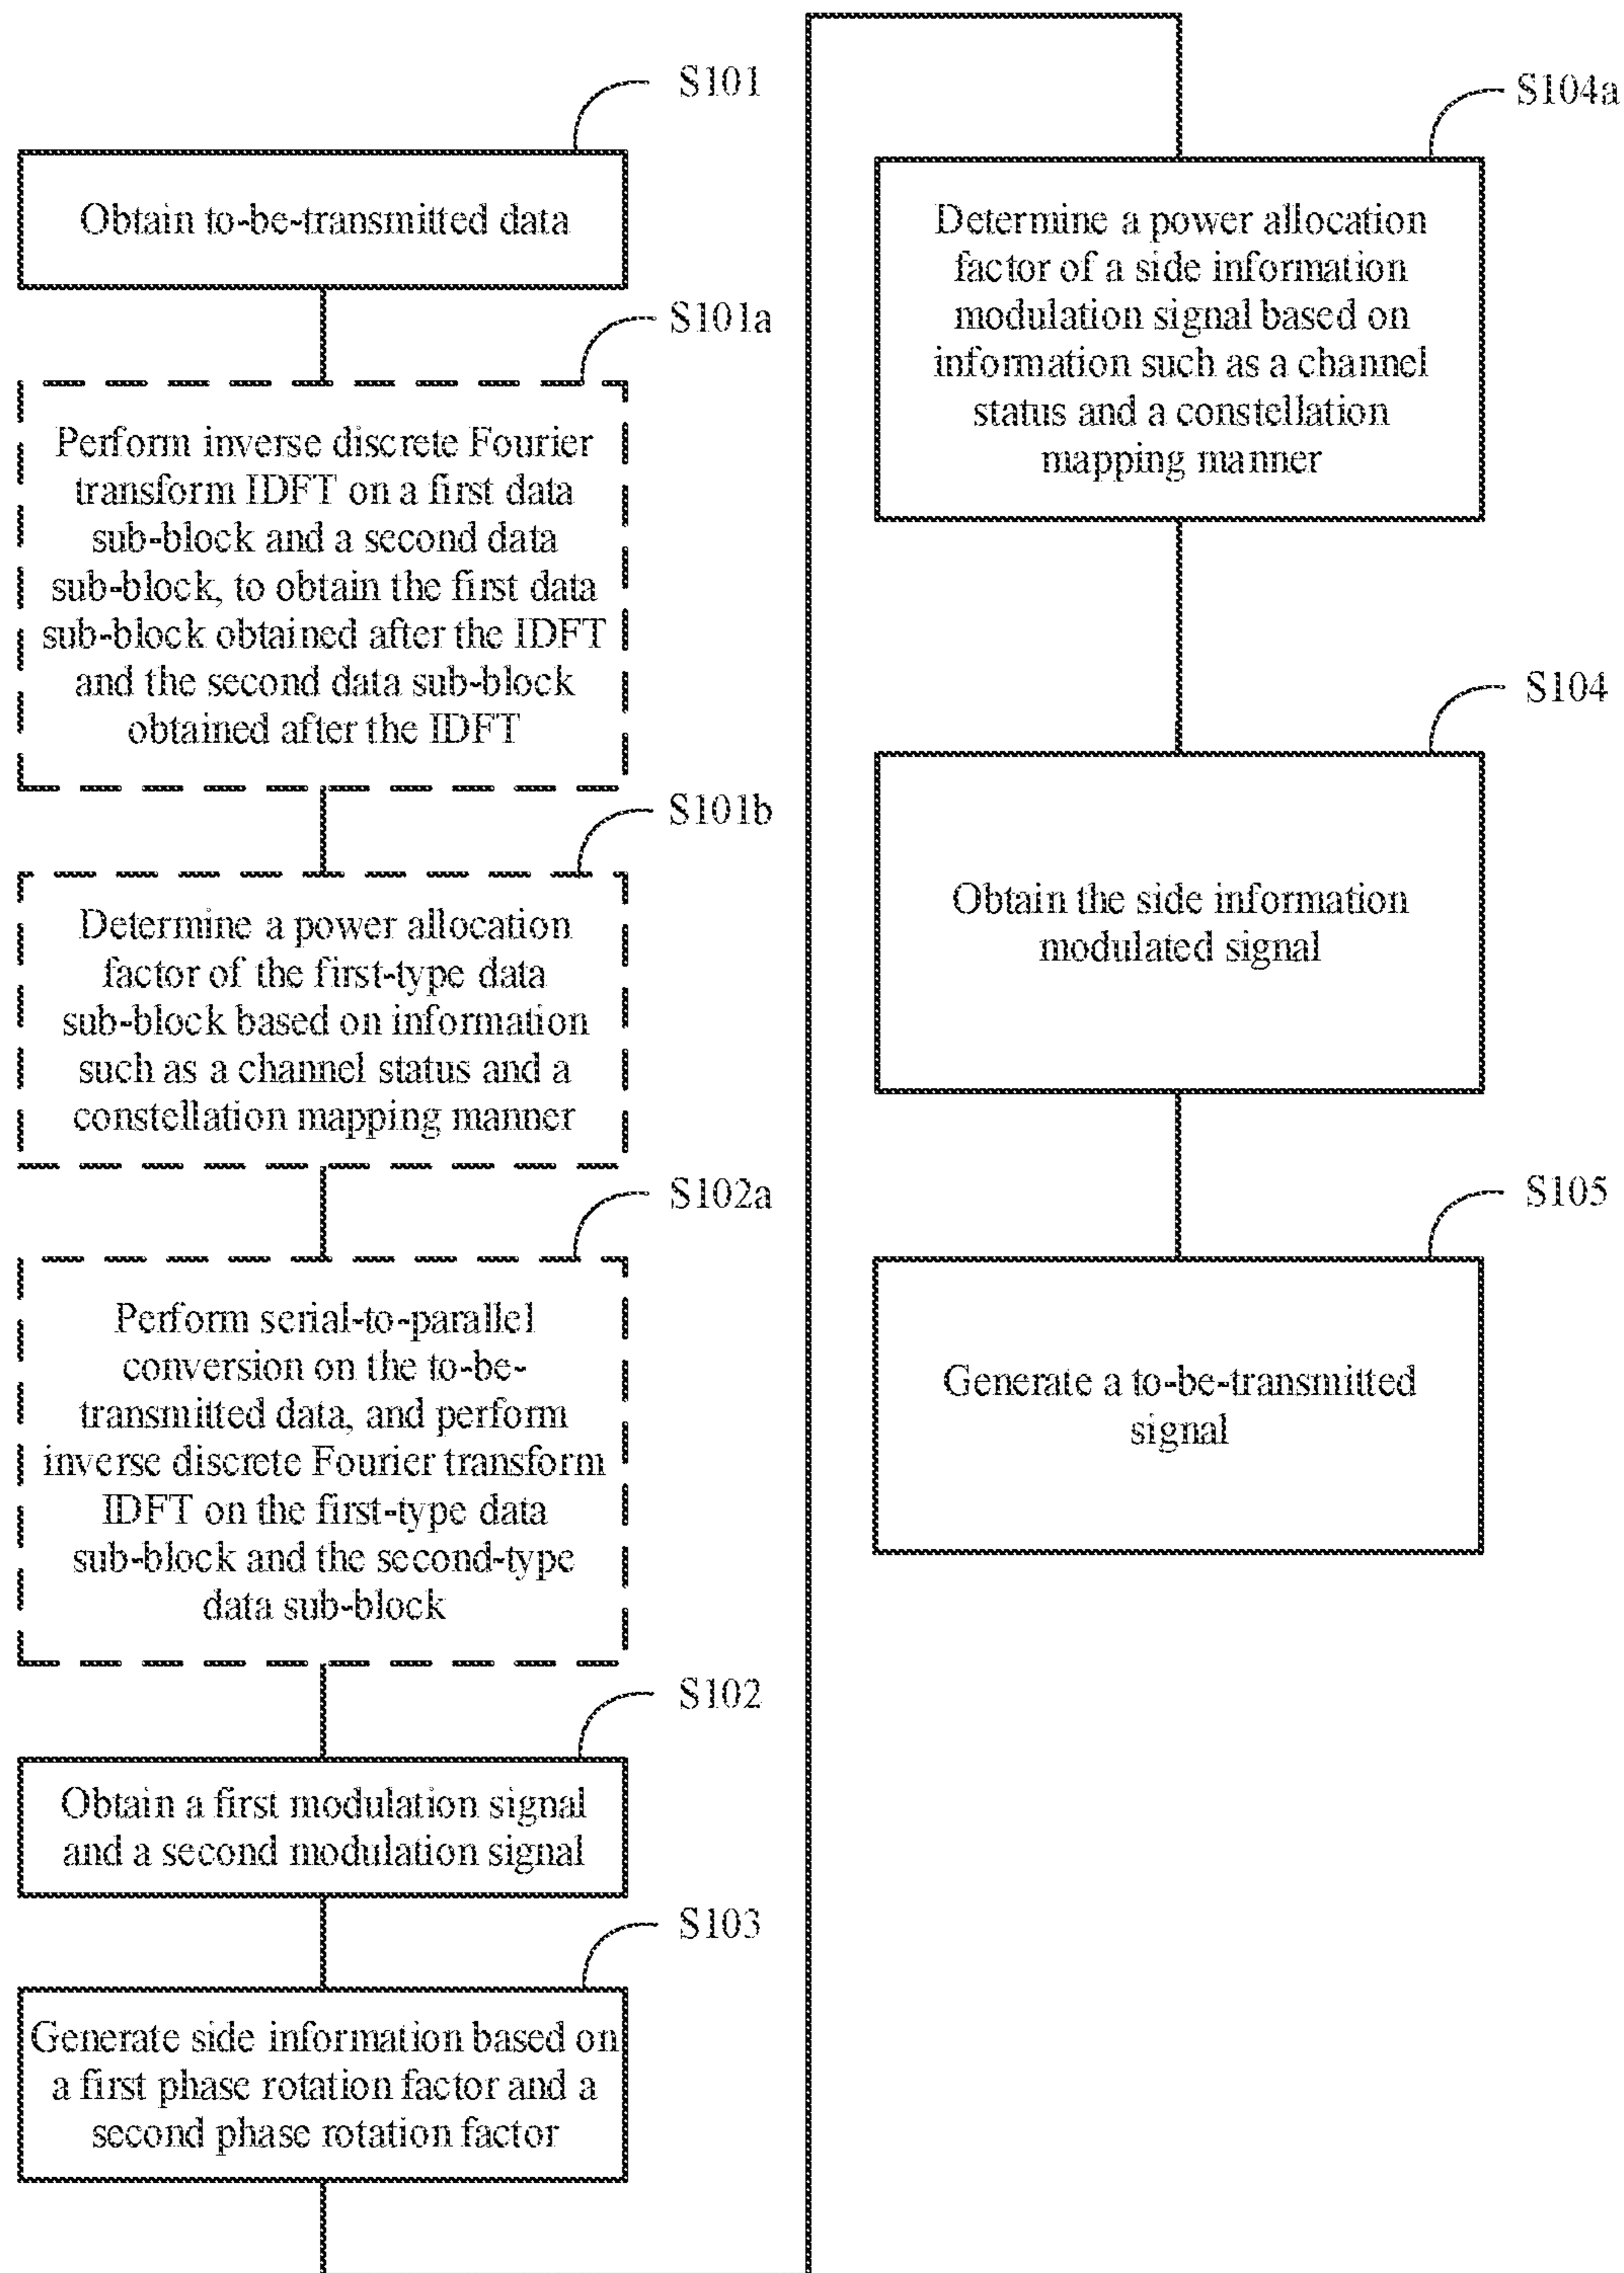 S101
Obtain to-be-transmitted data
S101a
Perform inverse discrete Fourier
transform IDFT on a first data
sub-block and a second data
sub-block, to obtain the first data
sub-block obtained after the IDFT
and the second data sub-block
obtained after the IDFT
S101b
Determine a power allocation
factor of the first-type data
sub-block based on information
such as a channel status and a
constellation mapping manner
S102a
Perform serial-to-parallel
conversion on the to-be-
transmitted data, and perform
inverse discrete Fourier transform
IDFT on the first-type data
sub-block and the second-type
data sub-block
S102
Obtain a first modulation signal
and a second modulation signal
S103
Generate side information based on
a first phase rotation factor and a
second phase rotation factor
S104a
Determine a power allocation
factor of a side information
modulation signal based on
information such as a channel
status and a constellation
mapping manner
S104
Obtain the side information
modulated signal
S105
Generate a to-be-transmitted
signal